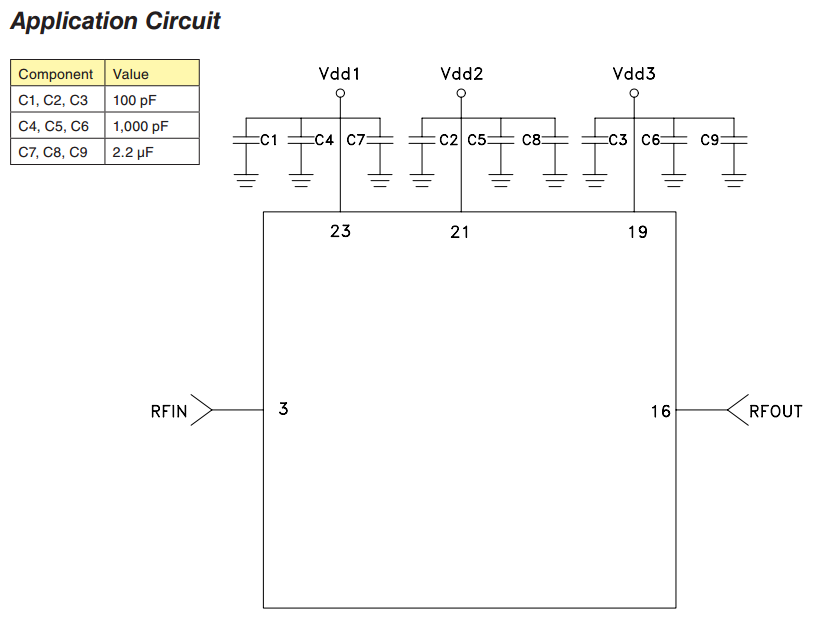 Application Circuit
Component Value
C1, C2, C3 100 pF
C4, C5, C6 1,000 pF
C7, C8, C9 2.2 µF
Vdd1 Vdd2 Vdd3
C1 C4 C7 C2 C5 C8 C3 C6 C9
23 21 19
RFIN 3 16 RFOUT